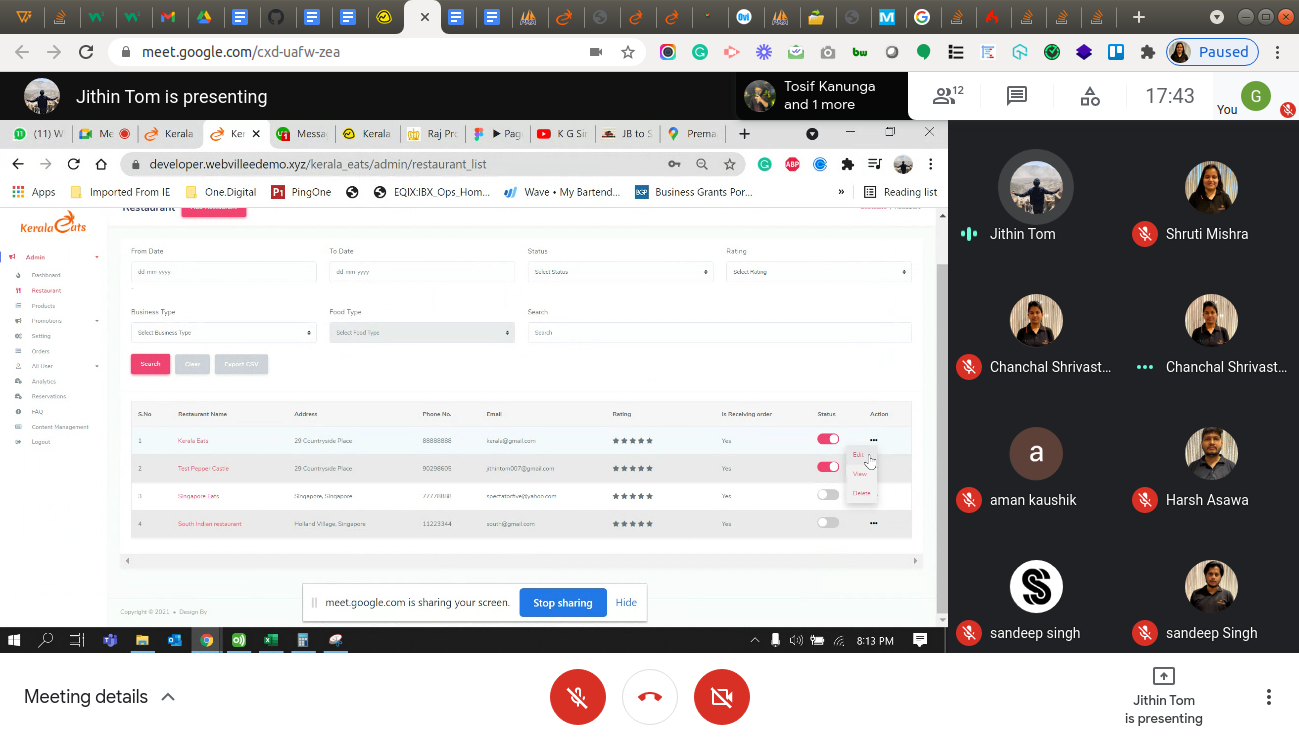 meet.google.com/cxd-uafw-zea
Paused
Jithin Tom is presenting
Tosif Kanunga
and 1 more
12
17:43
You
G
(11) W
Me
Kerala
Ker
Messa
Kerala
Raj Pro
Pag
K G Sir
JB to S
Prema
developer.webvilleedemo.xyz/kerala_eats/admin/restaurant_list
Apps
Imported From IE
One.Digital
PingOne
EQIX:IBX_Ops_Hom...
Wave • My Bartend...
Business Grants Por...
»
Reading list
Kerala Eats
Restaurant
Admin
Dashboard
Restaurant
Products
Promotions
Setting
Orders
All User
Analytics
Reservations
FAQ
Content Management
Logout
From Date
To Date
Status
Rating
dd-mm-yyyy
dd-mm-yyyy
Select Status
Select Rating
Business Type
Food Type
Search
Select Business Type
Select Food Type
Search
Search
Clear
Export CSV
S.No Restaurant Name Address Phone No. Email Rating Is Receiving order Status Action
1 Kerala Eats 29 Countryside Place 88888888 kerala@gmail.com Yes
2 Test Pepper Castle 29 Countryside Place 90298605 jithintom007@gmail.com Yes
3 Singapore Eats Singapore, Singapore 77778888 spectatorfive@yahoo.com Yes
4 South Indian restaurant Holland Village, Singapore 11223344 south@gmail.com Yes
Edit
View
Delete
Copyright © 2021 • Design By
meet.google.com is sharing your screen.
Stop sharing
Hide
8:13 PM
Jithin Tom
Shruti Mishra
Chanchal Shrivast...
Chanchal Shrivast...
a
aman kaushik
Harsh Asawa
sandeep singh
sandeep Singh
Meeting details
Jithin Tom
is presenting